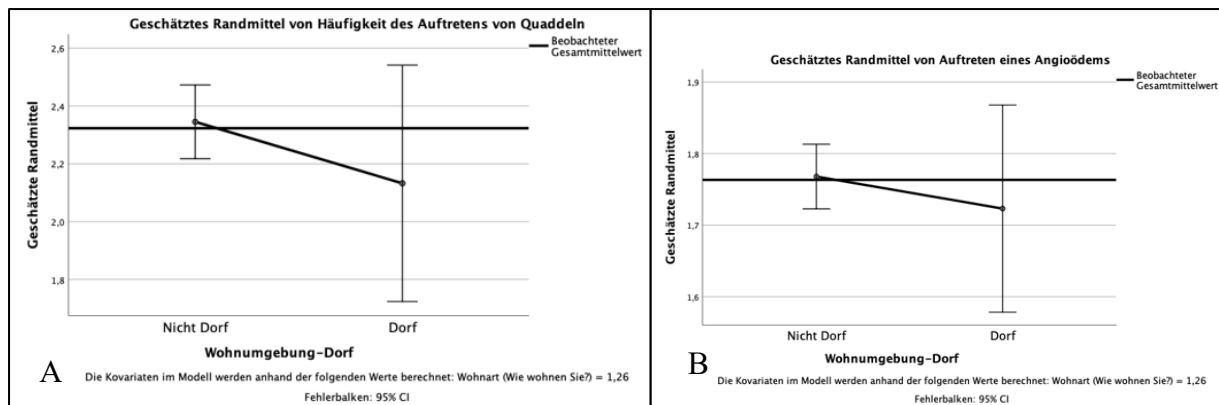 Geschätztes Randmittel von Häufigkeit des Auftretens von Quaddeln
Beobachteter
Gesamtmittelwert
Geschätzte Randmittel
2,6
2,4
2,2
2,0
1,8
Nicht Dorf
Dorf
Wohnumgebung-Dorf
A
Die Kovariaten im Modell werden anhand der folgenden Werte berechnet: Wohnart (Wie wohnen Sie?) = 1,26
Fehlerbalken: 95% CI
Geschätztes Randmittel von Auftreten eines Angioödems
Beobachteter
Gesamtmittelwert
Geschätzte Randmittel
1,9
1,8
1,7
1,6
Nicht Dorf
Dorf
Wohnumgebung-Dorf
B
Die Kovariaten im Modell werden anhand der folgenden Werte berechnet: Wohnart (Wie wohnen Sie?) = 1,26
Fehlerbalken: 95% CI